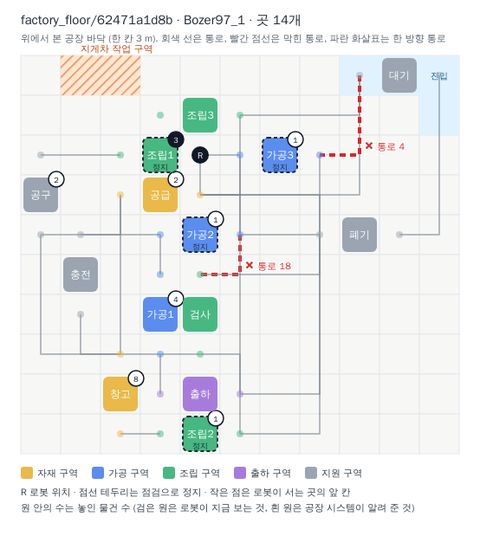 factory_floor/62471a1d8b · Bozer97_1 · 곳 14개
위에서 본 공장 바닥 (한 칸 3 m). 회색 선은 통로, 빨간 점선은 막힌 통로, 파란 화살표는 한 방향 통로
지게차 작업 구역
대기
조립3
3
1
조립1
정지
R
가공3
정지
통로 4
2
2
공구
공급
1
가공2
정지
폐기
통로 18
충전
4
가공1
검사
8
창고
출하
1
조립2
정지
자재 구역
가공 구역
조립 구역
출하 구역
지원 구역
R 로봇 위치 · 점선 테두리는 점검으로 정지 · 작은 점은 로봇이 서는 곳의 앞 칸
원 안의 수는 놓인 물건 수 (검은 원은 로봇이 지금 보는 것, 흰 원은 공장 시스템이 알려 준 것)